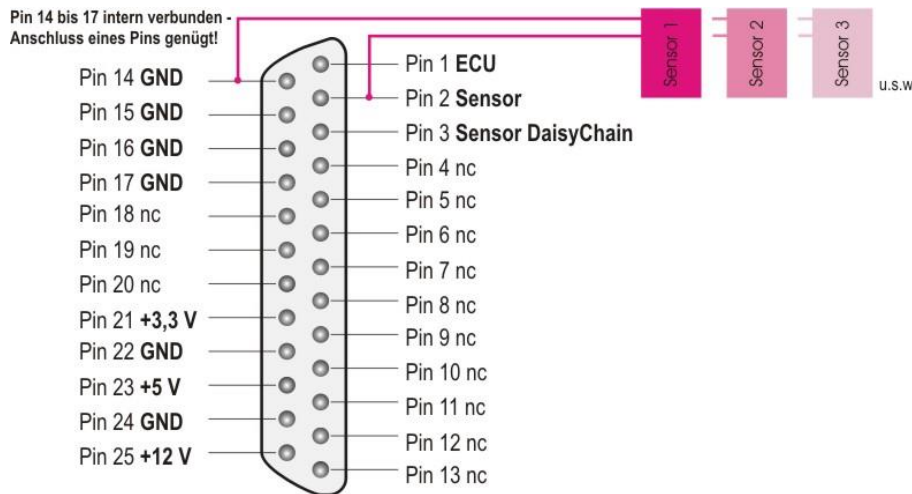 Pin 14 bis 17 intern verbunden -
Anschluss eines Pins genügt!
Pin 14 GND
Pin 15 GND
Pin 16 GND
Pin 17 GND
Pin 18 nc
Pin 19 nc
Pin 20 nc
Pin 21 +3,3 V
Pin 22 GND
Pin 23 +5 V
Pin 24 GND
Pin 25 +12 V
Pin 1 ECU
Pin 2 Sensor
Pin 3 Sensor DaisyChain
Pin 4 nc
Pin 5 nc
Pin 6 nc
Pin 7 nc
Pin 8 nc
Pin 9 nc
Pin 10 nc
Pin 11 nc
Pin 12 nc
Pin 13 nc
Sensor 1
Sensor 2
Sensor 3
u.s.w